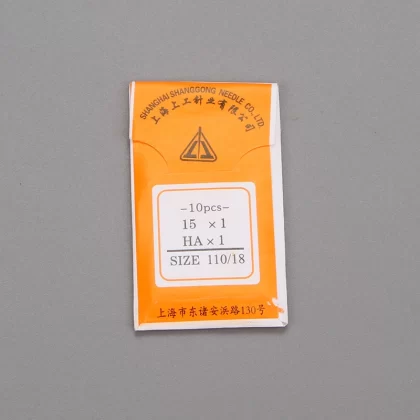 SHANGHAI SHANGGONG NEEDLE CO.,LTD.
上海上工针业有限公司
-10pcs-
15 ×1
HA×1
SIZE 110/18
上海市东诸安浜路130号